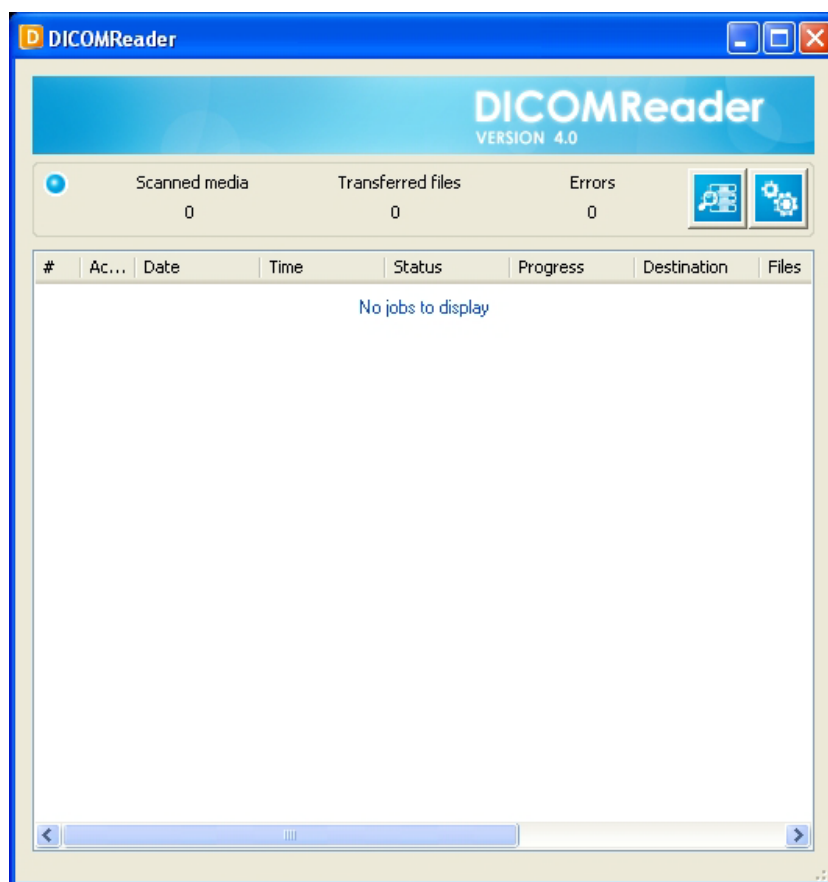 DICOMReader
DICOMReader
VERSION 4.0
Scanned media Transferred files Errors
0 0 0
# Ac... Date Time Status Progress Destination Files
No jobs to display